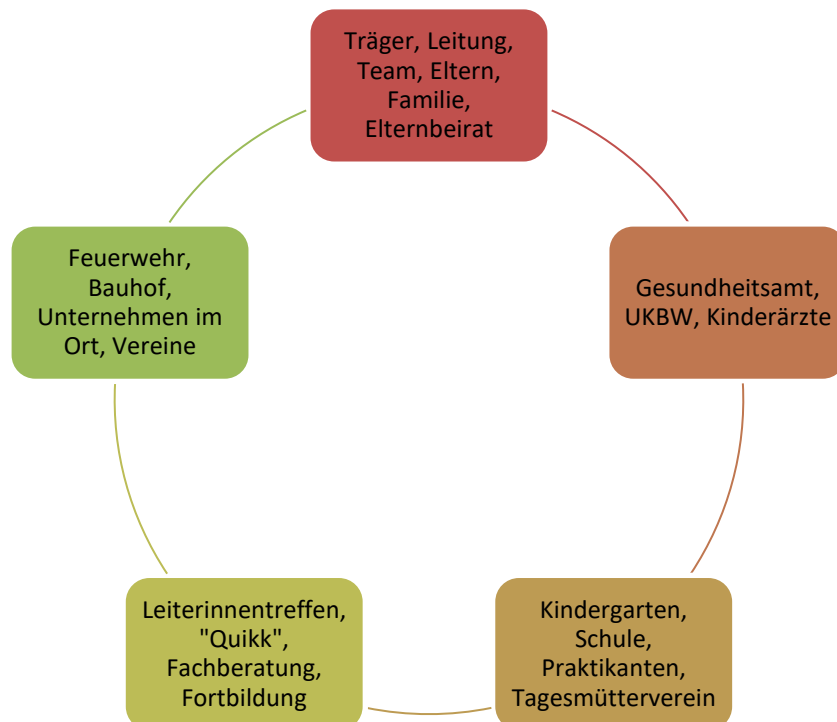 Träger, Leitung,
Team, Eltern,
Familie,
Elternbeirat
Gesundheitsamt,
UKBW, Kinderärzte
Kindergarten,
Schule,
Praktikanten,
Tagesmütterverein
Leiterinnentreffen,
"Quikk",
Fachberatung,
Fortbildung
Feuerwehr,
Bauhof,
Unternehmen im
Ort, Vereine